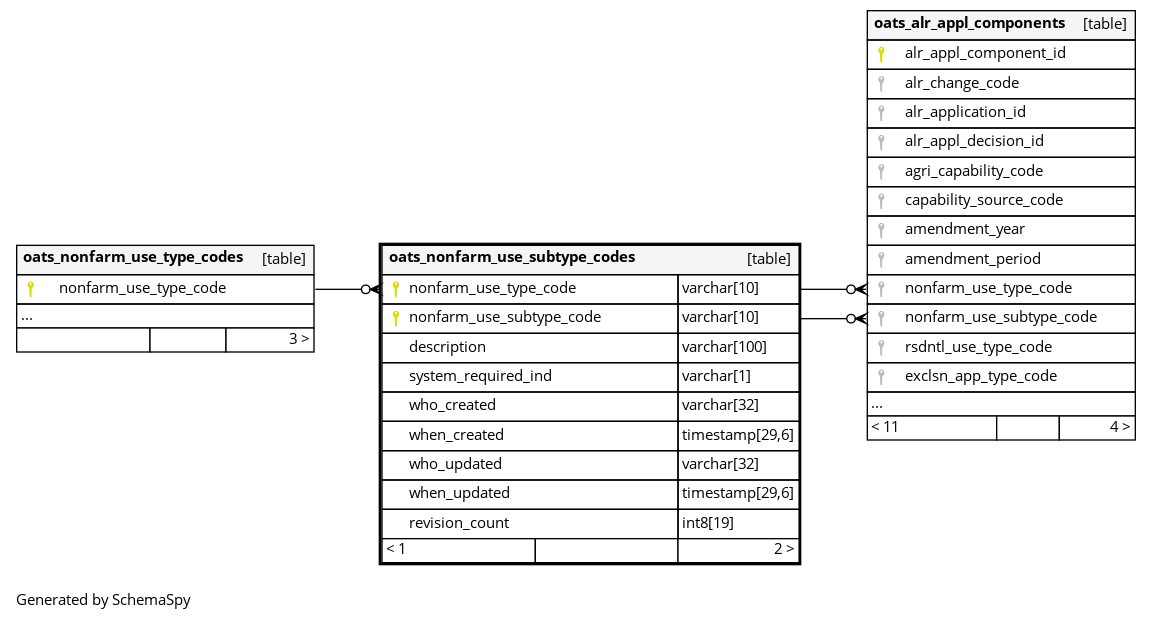 oats_nonfarm_use_type_codes [table]
nonfarm_use_type_code
...
3 >
oats_nonfarm_use_subtype_codes [table]
nonfarm_use_type_code varchar[10]
nonfarm_use_subtype_code varchar[10]
description varchar[100]
system_required_ind varchar[1]
who_created varchar[32]
when_created timestamp[29,6]
who_updated varchar[32]
when_updated timestamp[29,6]
revision_count int8[19]
< 1 2 >
oats_alr_appl_components [table]
alr_appl_component_id
alr_change_code
alr_application_id
alr_appl_decision_id
agri_capability_code
capability_source_code
amendment_year
amendment_period
nonfarm_use_type_code
nonfarm_use_subtype_code
rsdntl_use_type_code
exclsn_app_type_code
...
< 11 4 >
Generated by SchemaSpy